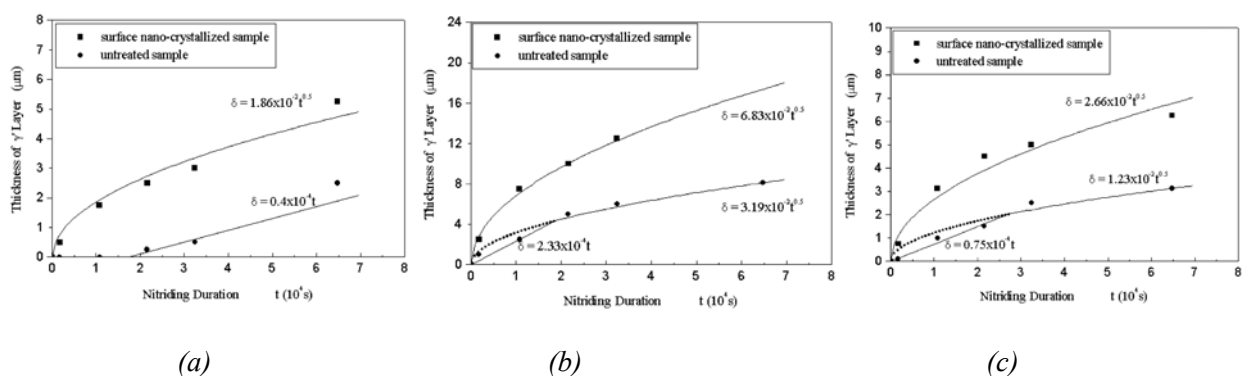 8
7
6
5
4
3
2
1
0
Thickness of γ' Layer (μm)
surface nano-crystallized sample
untreated sample
δ = 1.86x10⁻²t⁰·⁵
δ = 0.4x10⁻⁴t
0 1 2 3 4 5 6 7 8
Nitriding Duration t (10⁴s)
(a)
24
20
16
12
8
4
0
Thickness of γ' Layer (μm)
surface nano-crystallized sample
untreated sample
δ = 6.83x10⁻²t⁰·⁵
δ = 3.19x10⁻²t⁰·⁵
δ = 2.33x10⁻⁴t
0 1 2 3 4 5 6 7 8
Nitriding Duration t (10⁴s)
(b)
10
9
8
7
6
5
4
3
2
1
0
Thickness of γ' Layer (μm)
surface nano-crystallized sample
untreated sample
δ = 2.66x10⁻²t⁰·⁵
δ = 1.23x10⁻²t⁰·⁵
δ = 0.75x10⁻⁴t
0 1 2 3 4 5 6 7 8
Nitriding Duration t (10⁴s)
(c)